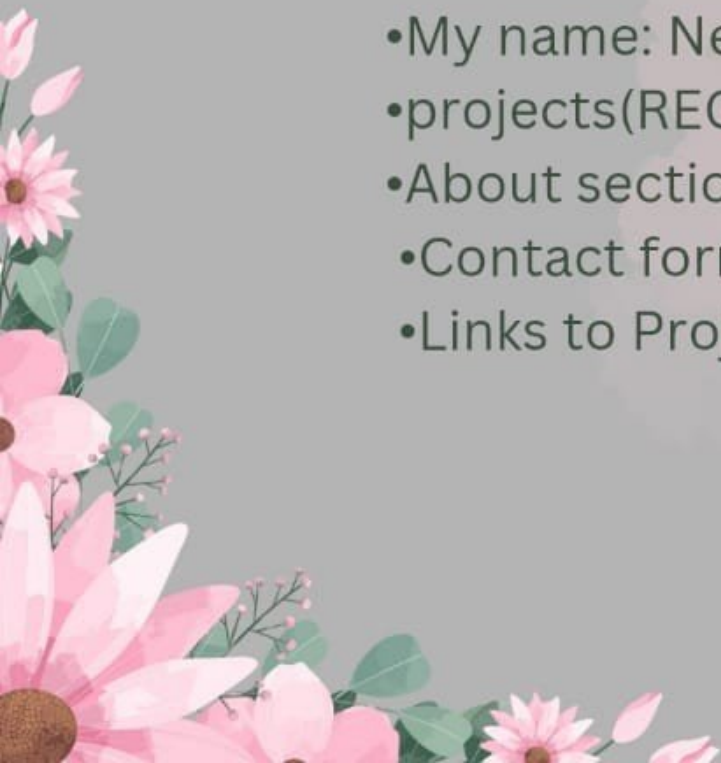 •My name: Ne
•projects(REC
•About sectio
•Contact for
•Links to Pro